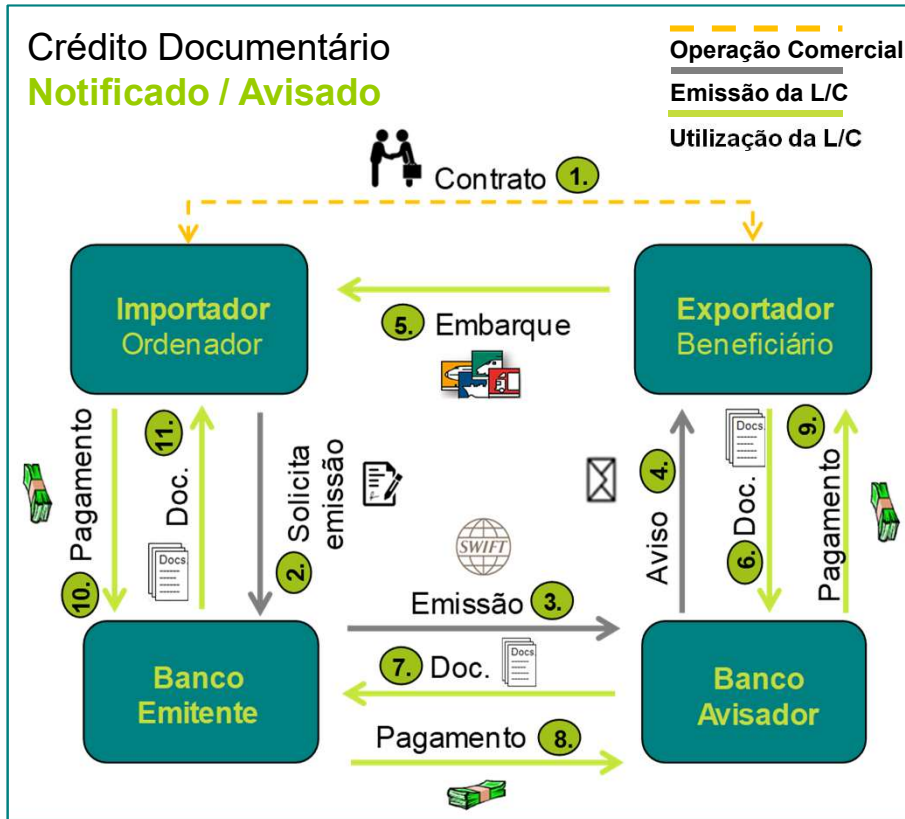 Crédito Documentário
Notificado / Avisado
Operação Comercial
Emissão da L/C
Utilização da L/C
Contrato 1.
Importador
Ordenador
Exportador
Beneficiário
5. Embarque
10. Pagamento
11. Doc.
Docs.
2. Solicita
emissão
SWIFT
Aviso 4.
6. Doc.
Docs.
Pagamento 9.
Emissão 3.
7. Doc.
Docs.
Banco
Emitente
Banco
Avisador
Pagamento 8.